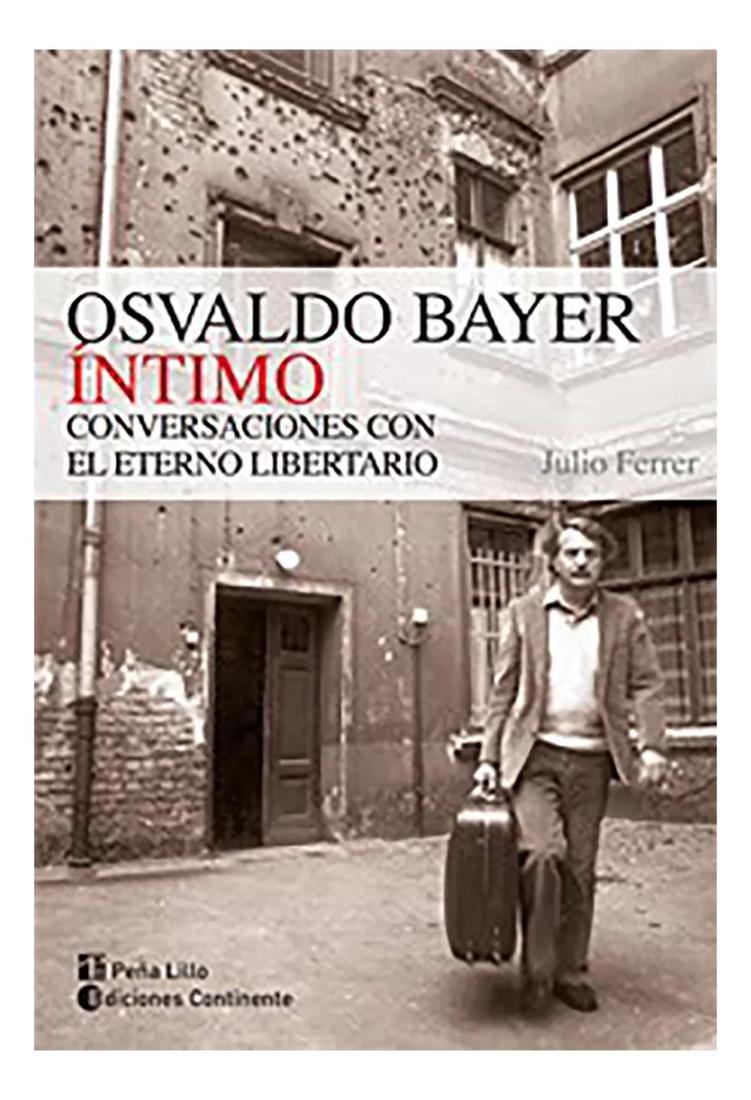 OSVALDO BAYER
ÍNTIMO
CONVERSACIONES CON
EL ETERNO LIBERTARIO
Julio Ferrer
Peña Lillo
Ediciones Continente